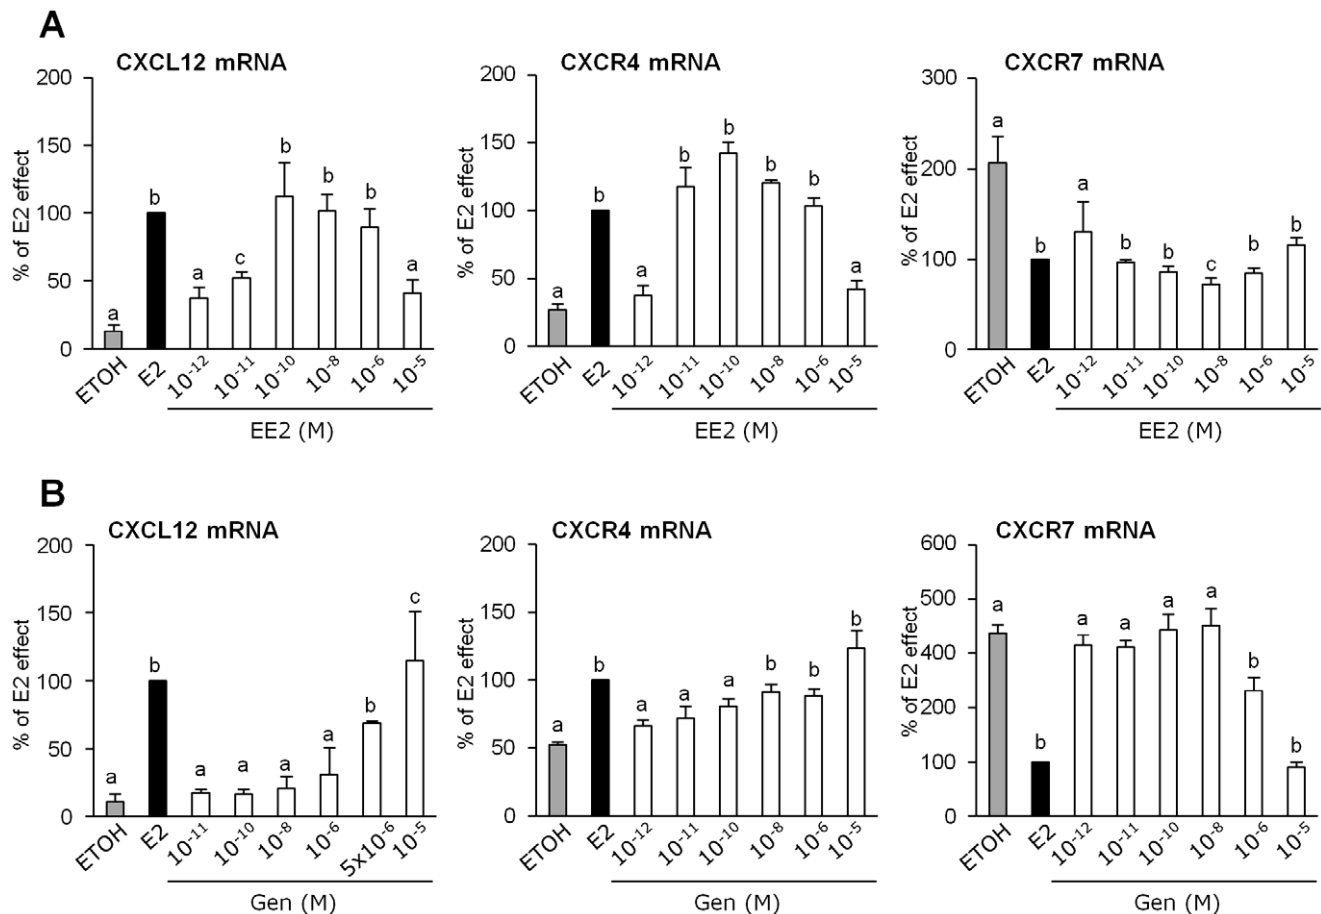 A
CXCL12 mRNA
CXCR4 mRNA
CXCR7 mRNA
% of E2 effect
200
150
100
50
0
a
b
a
c
b
b
b
a
ETOH
E2
10⁻¹²
10⁻¹¹
10⁻¹⁰
10⁻⁸
10⁻⁶
10⁻⁵
EE2 (M)
% of E2 effect
200
150
100
50
0
a
b
a
b
b
b
b
a
ETOH
E2
10⁻¹²
10⁻¹¹
10⁻¹⁰
10⁻⁸
10⁻⁶
10⁻⁵
EE2 (M)
% of E2 effect
300
200
100
0
a
b
a
b
b
c
b
b
ETOH
E2
10⁻¹²
10⁻¹¹
10⁻¹⁰
10⁻⁸
10⁻⁶
10⁻⁵
EE2 (M)
B
CXCL12 mRNA
CXCR4 mRNA
CXCR7 mRNA
% of E2 effect
200
150
100
50
0
a
b
a
a
a
a
b
c
ETOH
E2
10⁻¹¹
10⁻¹⁰
10⁻⁸
10⁻⁶
5x10⁻⁶
10⁻⁵
Gen (M)
% of E2 effect
200
150
100
50
0
a
b
a
a
a
b
b
b
ETOH
E2
10⁻¹²
10⁻¹¹
10⁻¹⁰
10⁻⁸
10⁻⁶
10⁻⁵
Gen (M)
% of E2 effect
600
500
400
200
100
0
a
b
a
a
a
a
b
b
ETOH
E2
10⁻¹²
10⁻¹¹
10⁻¹⁰
10⁻⁸
10⁻⁶
10⁻⁵
Gen (M)